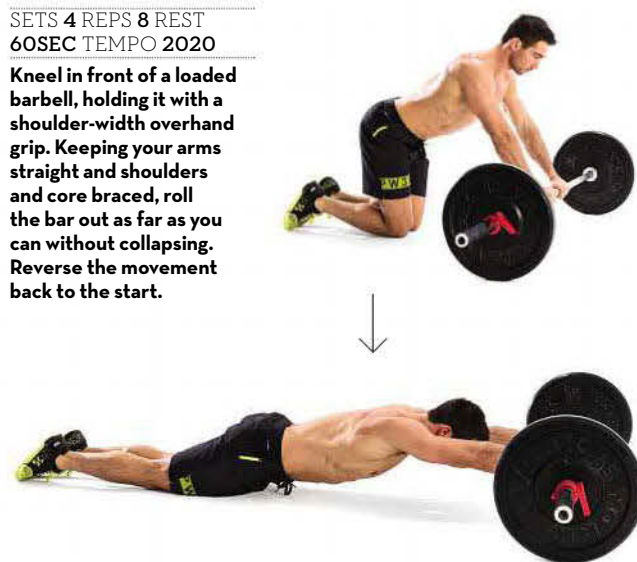 SETS 4 REPS 8 REST
60SEC TEMPO 2020
Kneel in front of a loaded
barbell, holding it with a
shoulder-width overhand
grip. Keeping your arms
straight and shoulders
and core braced, roll
the bar out as far as you
can without collapsing.
Reverse the movement
back to the start.